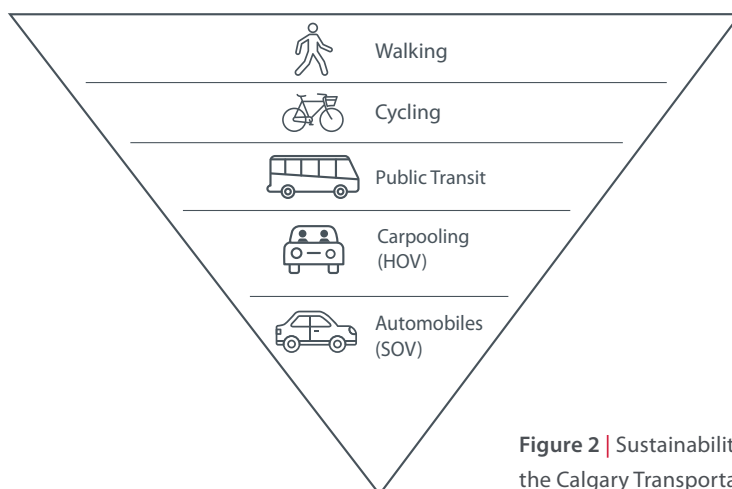 Walking
Cycling
Public Transit
Carpooling
(HOV)
Automobiles
(SOV)
Figure 2 | Sustainabilit
the Calgary Transporta